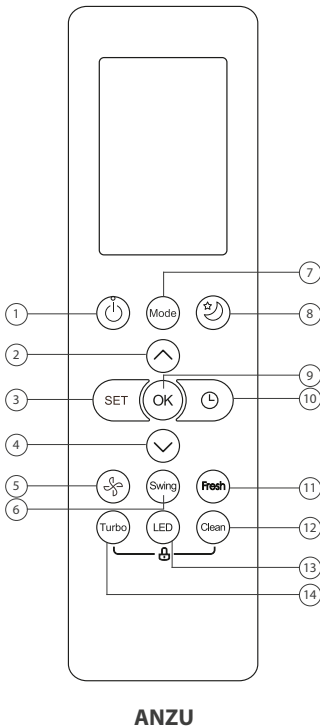 7
1
Mode
8
2
9
3
SET
OK
10
4
5
Swing
Fresh
11
6
Turbo
LED
Clean
12
13
14
ANZU